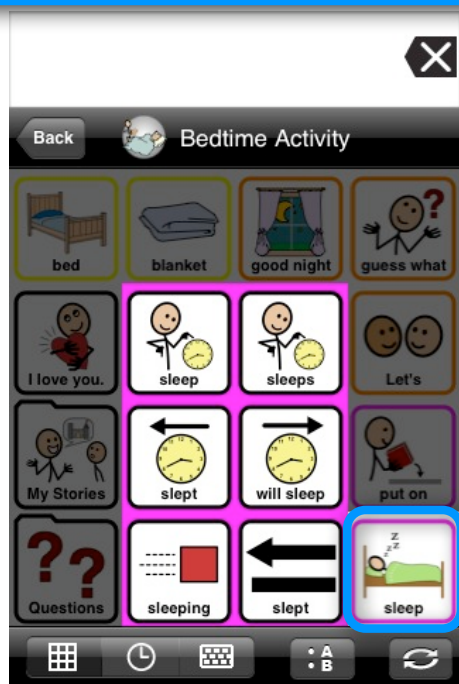 Back
Bedtime Activity
bed
blanket
good night
guess what
?
I love you.
sleep
sleeps
Let's
My Stories
slept
will sleep
put on
??
Questions
sleeping
slept
z z Z
sleep
A
B